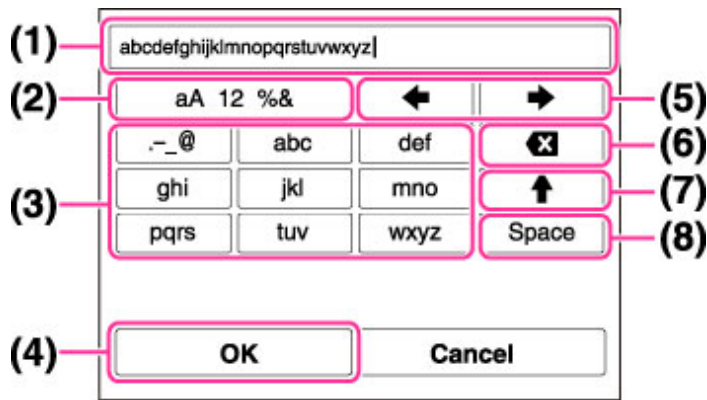 (1) abcdefghijklmnopqrstuvwxyz
(2) aA 12 %& (5)
.–_@ abc def (6)
(3) ghi jkl mno (7)
pqrs tuv wxyz Space (8)
(4) OK Cancel